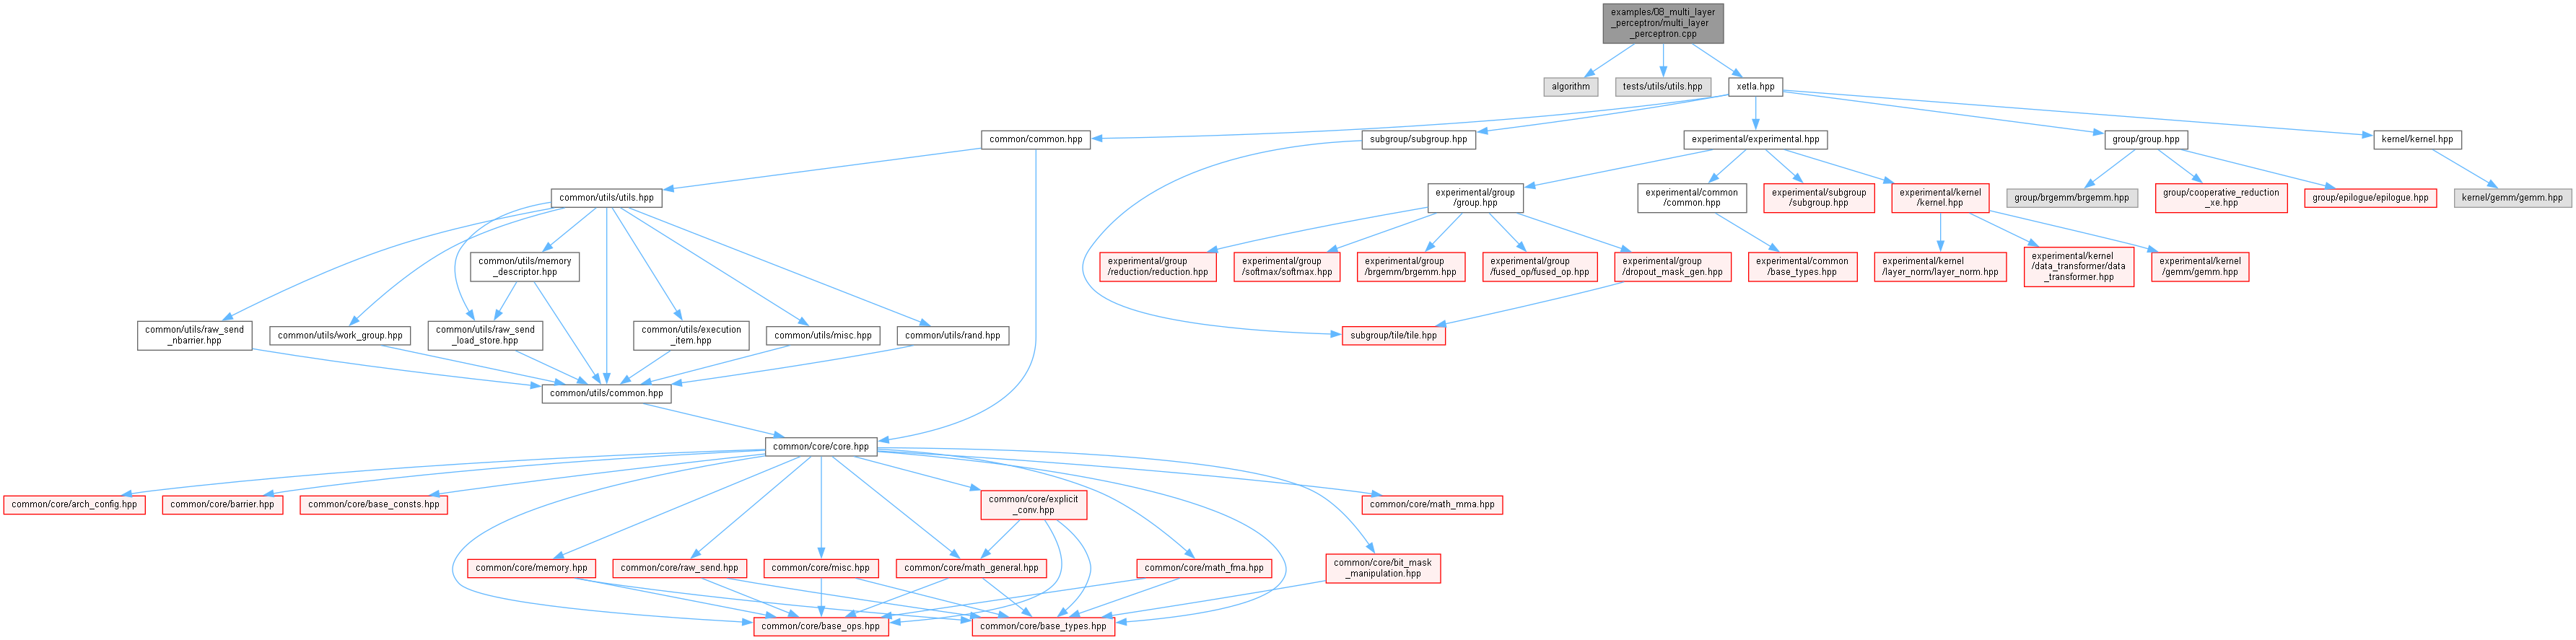 examples/08_multi_layer
_perceptron/multi_layer
_perceptron.cpp
algorithm
tests/utils/utils.hpp
xetla.hpp
common/common.hpp
subgroup/subgroup.hpp
experimental/experimental.hpp
group/group.hpp
kernel/kernel.hpp
common/utils/utils.hpp
experimental/group
/group.hpp
experimental/common
/common.hpp
experimental/subgroup
/subgroup.hpp
experimental/kernel
/kernel.hpp
group/brgemm/brgemm.hpp
group/cooperative_reduction
_xe.hpp
group/epilogue/epilogue.hpp
kernel/gemm/gemm.hpp
common/utils/memory
_descriptor.hpp
experimental/group
/reduction/reduction.hpp
experimental/group
/softmax/softmax.hpp
experimental/group
/brgemm/brgemm.hpp
experimental/group
/fused_op/fused_op.hpp
experimental/group
/dropout_mask_gen.hpp
experimental/common
/base_types.hpp
experimental/kernel
/layer_norm/layer_norm.hpp
experimental/kernel
/data_transformer/data
_transformer.hpp
experimental/kernel
/gemm/gemm.hpp
common/utils/raw_send
_nbarrier.hpp
common/utils/work_group.hpp
common/utils/raw_send
_load_store.hpp
common/utils/execution
_item.hpp
common/utils/misc.hpp
common/utils/rand.hpp
subgroup/tile/tile.hpp
common/utils/common.hpp
common/core/core.hpp
common/core/arch_config.hpp
common/core/barrier.hpp
common/core/base_consts.hpp
common/core/explicit
_conv.hpp
common/core/math_mma.hpp
common/core/memory.hpp
common/core/raw_send.hpp
common/core/misc.hpp
common/core/math_general.hpp
common/core/math_fma.hpp
common/core/bit_mask
_manipulation.hpp
common/core/base_ops.hpp
common/core/base_types.hpp